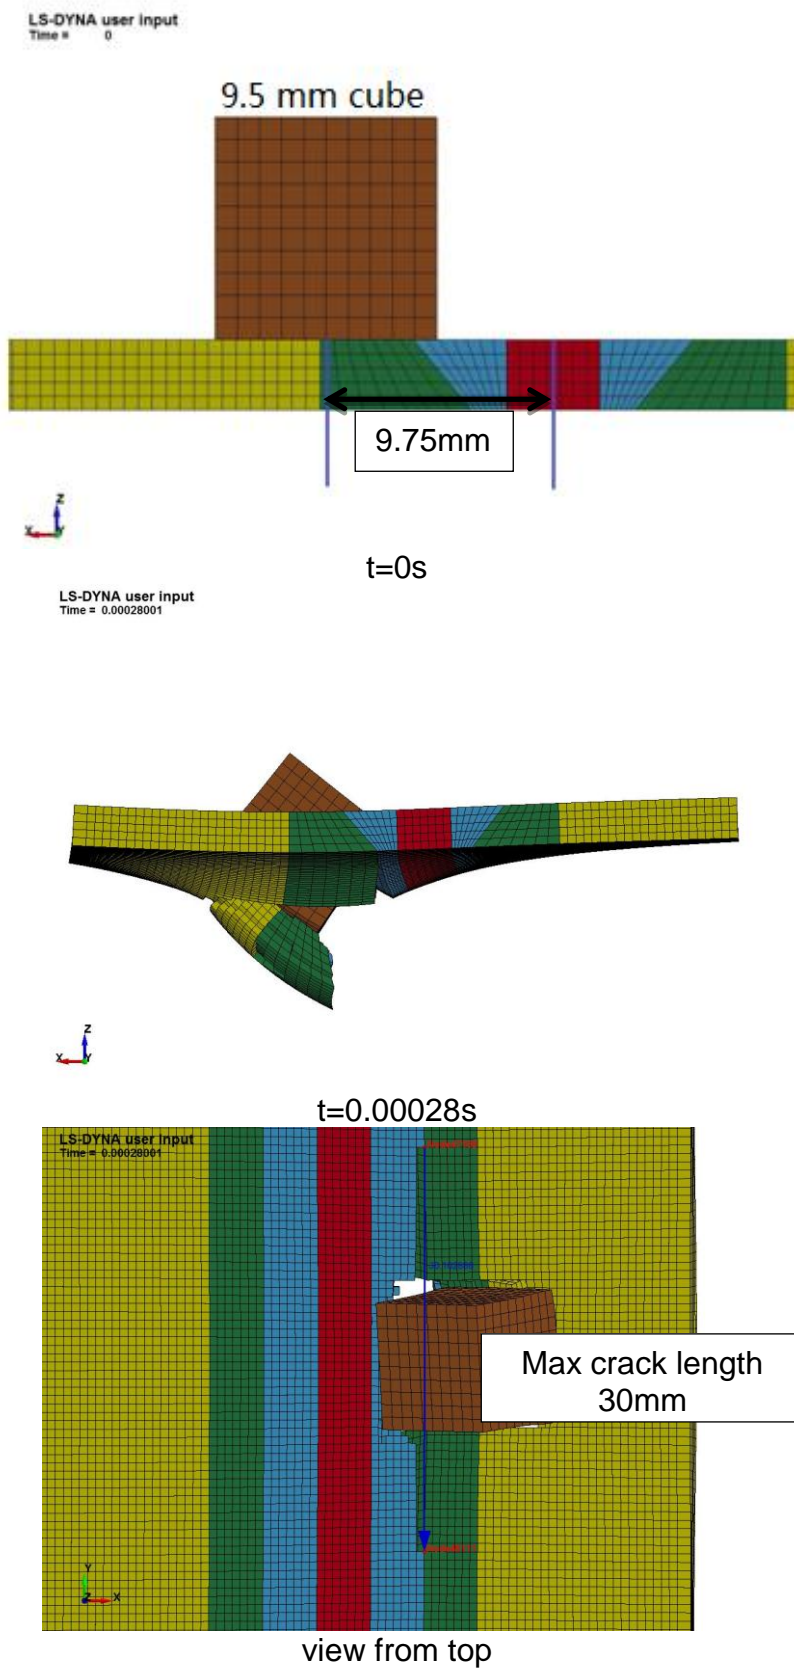 LS-DYNA user input
Time = 0
9.5 mm cube
9.75mm
Z
X
Y
t=0s
LS-DYNA user input
Time = 0.00028001
Z
X
Y
t=0.00028s
LS-DYNA user input
Time = 0.00028001
Max crack length
30mm
Y
Z
X
view from top